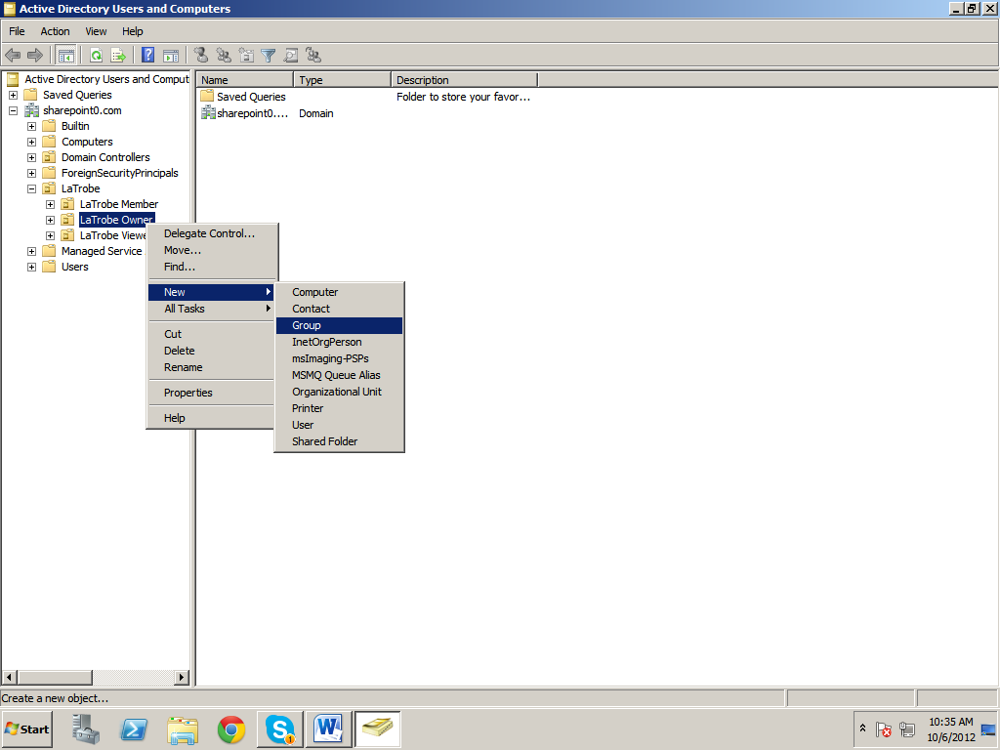 Active Directory Users and Computers
File Action View Help
Active Directory Users and Comput
Saved Queries
sharepoint0.com
Builtin
Computers
Domain Controllers
ForeignSecurityPrincipals
LaTrobe
LaTrobe Member
LaTrobe Owner
LaTrobe Viewe
Managed Service
Users
Name Type Description
Saved Queries Folder to store your favor...
sharepoint0.... Domain
Delegate Control...
Move...
Find...
New
All Tasks
Cut
Delete
Rename
Properties
Help
Computer
Contact
Group
InetOrgPerson
msImaging-PSPs
MSMQ Queue Alias
Organizational Unit
Printer
User
Shared Folder
Create a new object...
Start
1
10:35 AM
10/6/2012